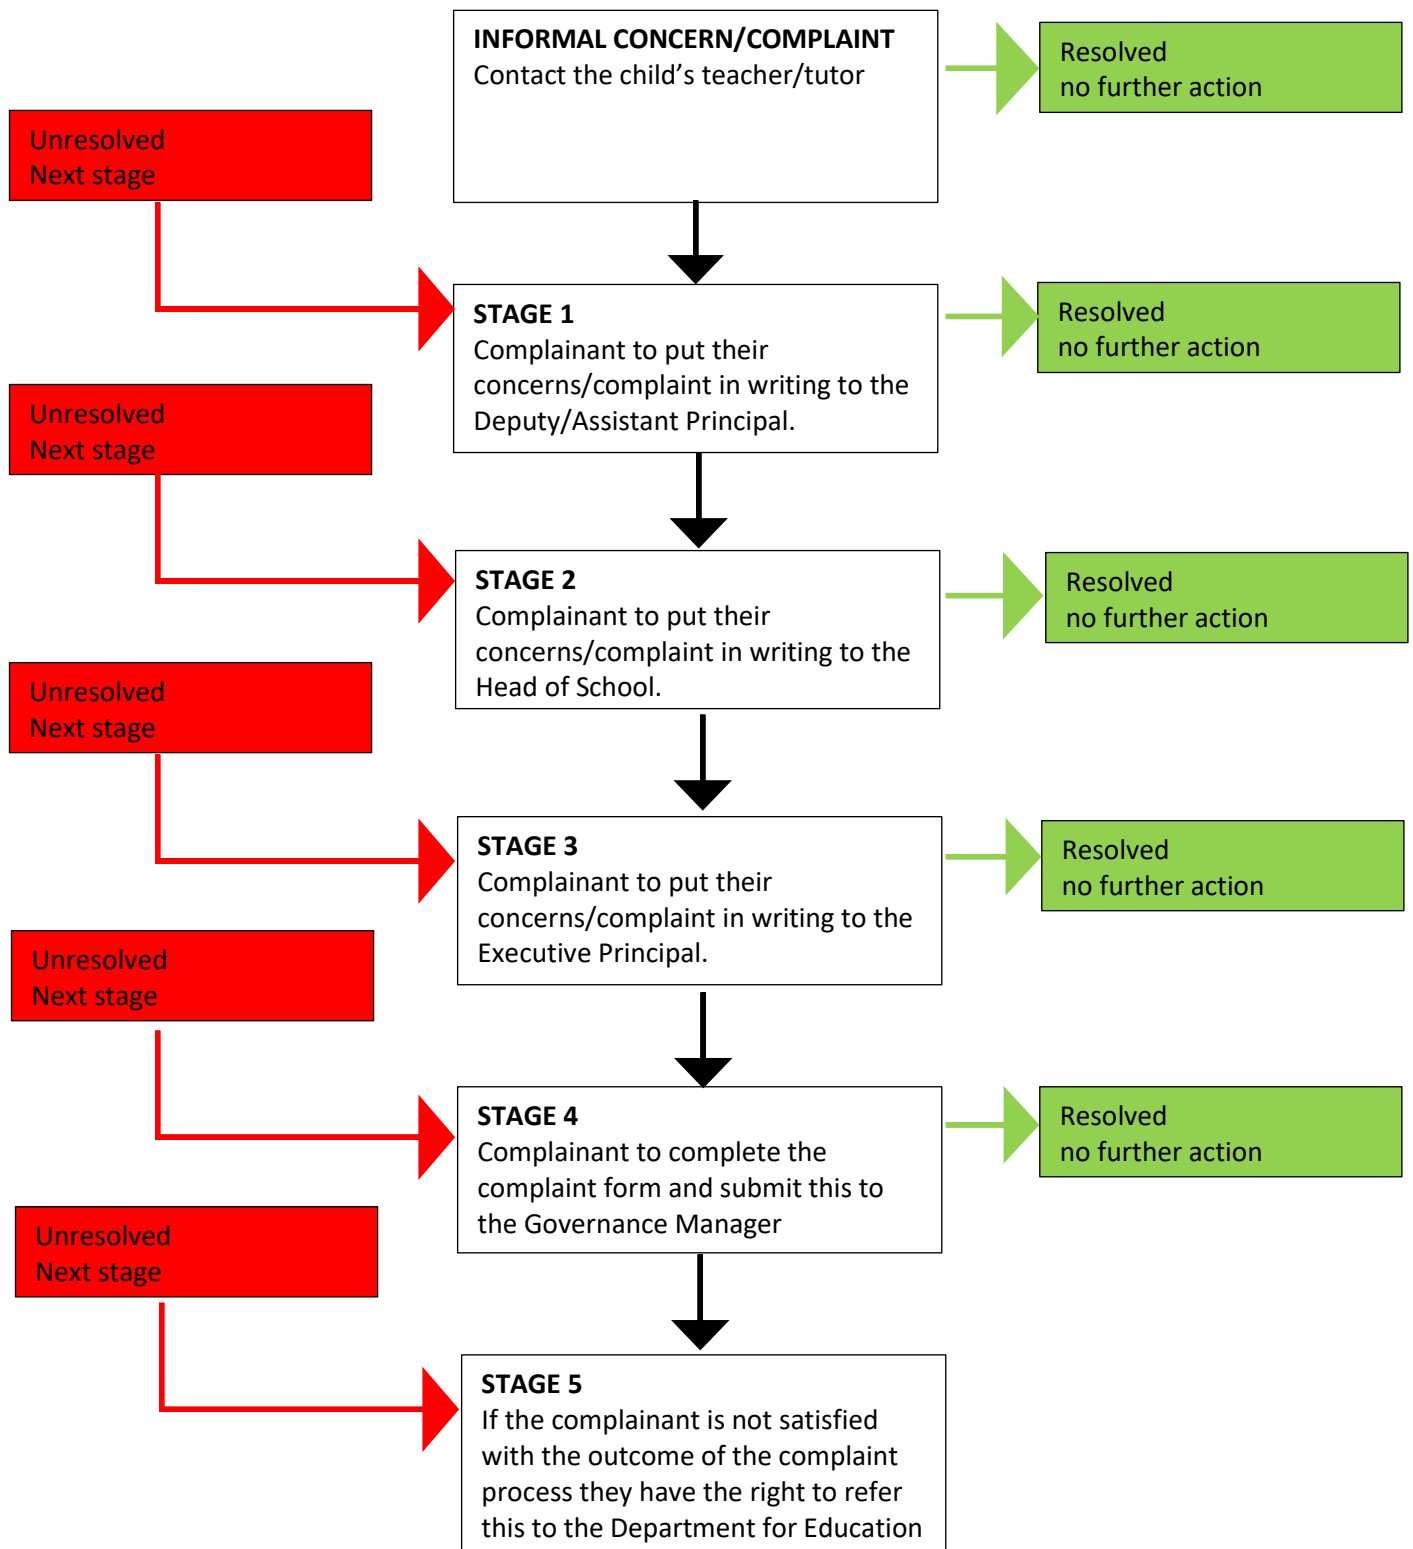 INFORMAL CONCERN/COMPLAINT
Contact the child’s teacher/tutor
Resolved
no further action
Unresolved
Next stage
STAGE 1
Complainant to put their
concerns/complaint in writing to the
Deputy/Assistant Principal.
Resolved
no further action
Unresolved
Next stage
STAGE 2
Complainant to put their
concerns/complaint in writing to the
Head of School.
Resolved
no further action
Unresolved
Next stage
STAGE 3
Complainant to put their
concerns/complaint in writing to the
Executive Principal.
Resolved
no further action
Unresolved
Next stage
STAGE 4
Complainant to complete the
complaint form and submit this to
the Governance Manager
Resolved
no further action
Unresolved
Next stage
STAGE 5
If the complainant is not satisfied
with the outcome of the complaint
process they have the right to refer
this to the Department for Education